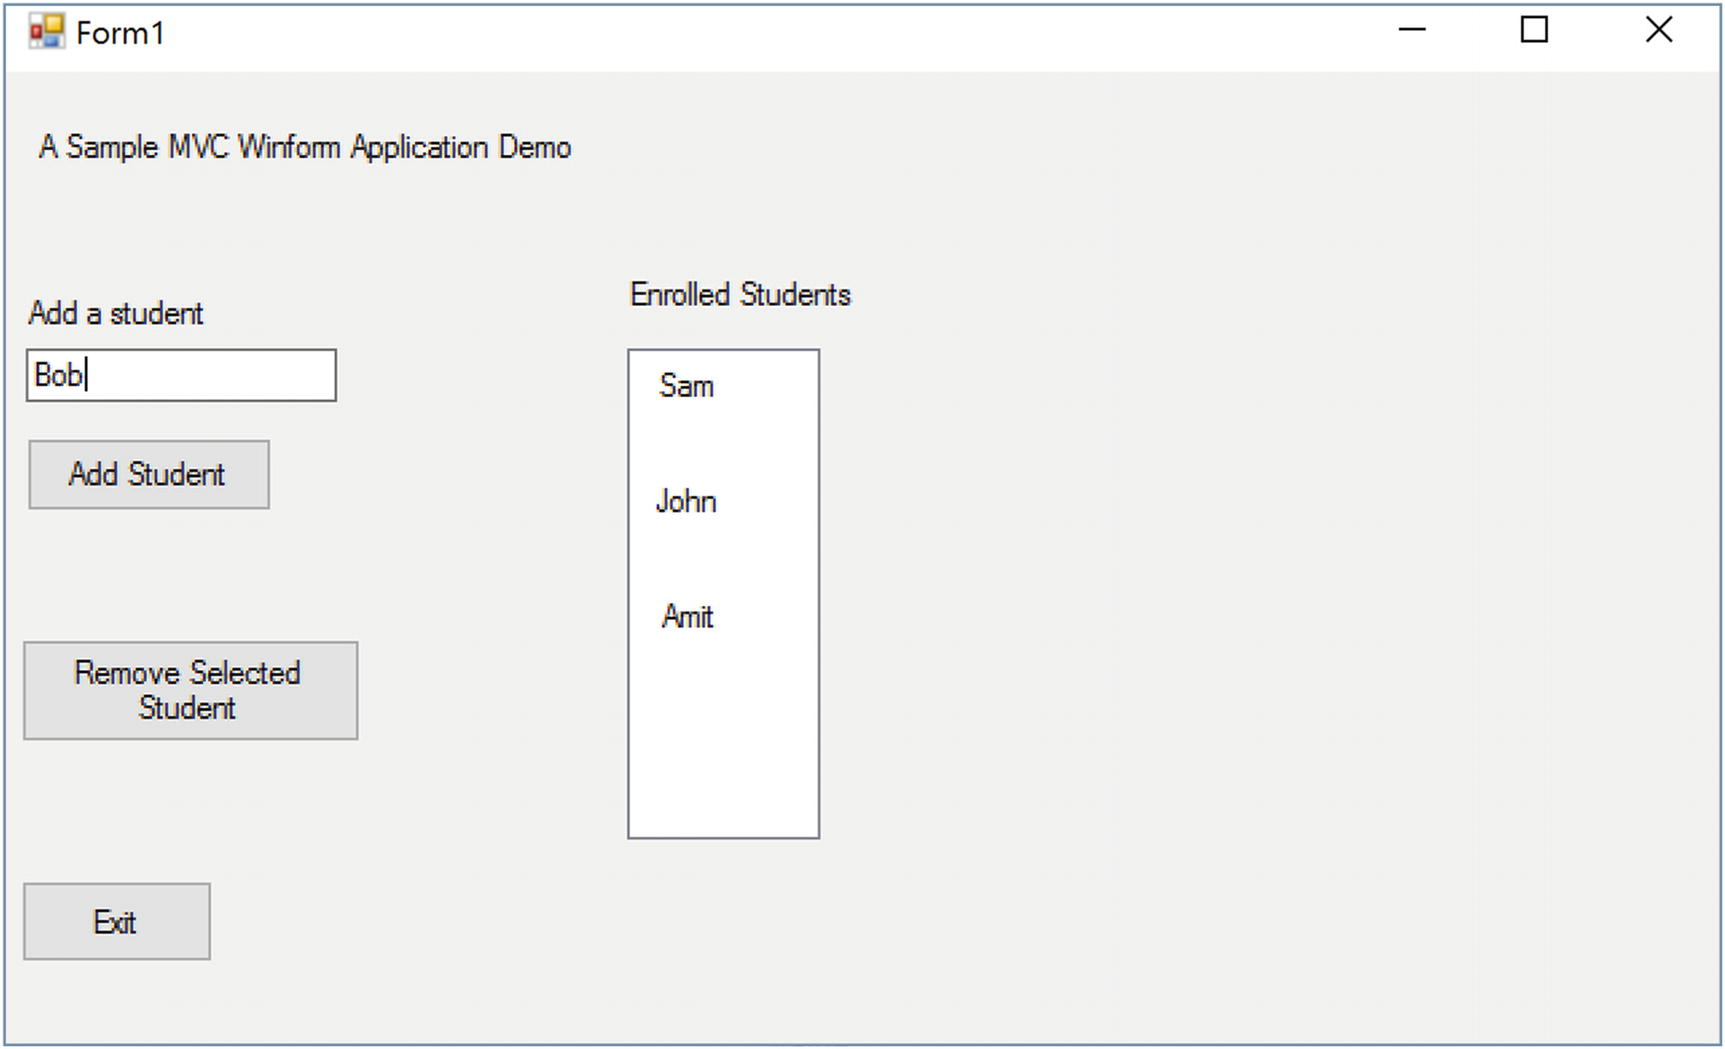 Form1
A Sample MVC Winform Application Demo
Add a student
Bob
Add Student
Remove Selected
Student
Exit
Enrolled Students
Sam
John
Amit